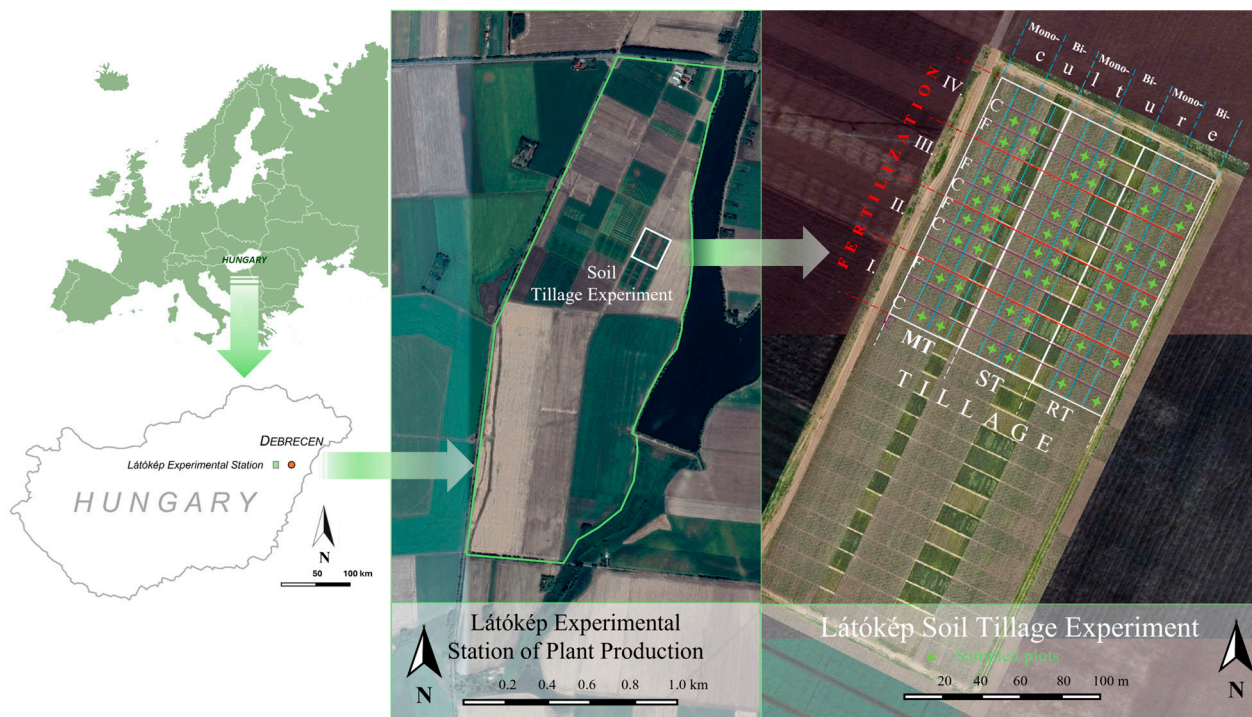 HUNGARY
DEBRECEN
Látókép Experimental Station
HUNGARY
N
50 100 km
Soil
Tillage Experiment
Látókép Experimental
Station of Plant Production
N
0.2 0.4 0.6 0.8 1.0 km
Mono- Bi- Mono- Bi- Mono- Bi-
c u l t u r e
FERTILIZATION
IV.
III.
II.
I.
C
F
F
C
F
C
F
C
MT
ST
RT
TILLAGE
Látókép Soil Tillage Experiment
Sampled plots
N
20 40 60 80 100 m